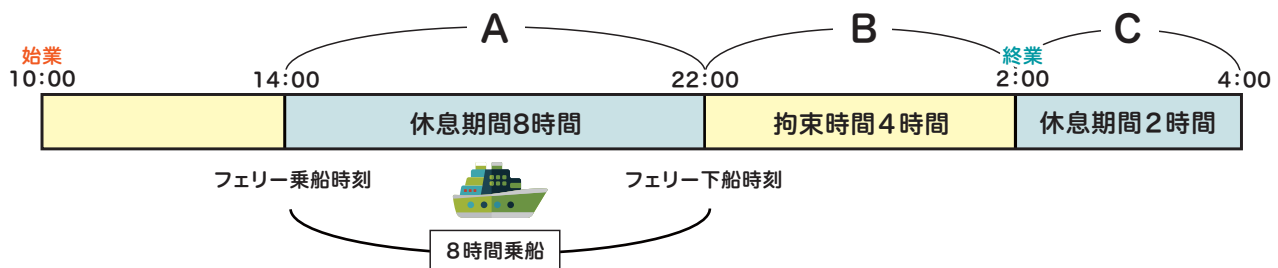 A
B
C
始業
終業
10：00
14：00
22：00
2：00
4：00
休息期間8時間
拘束時間4時間
休息期間2時間
フェリー乗船時刻
フェリー下船時刻
8時間乗船